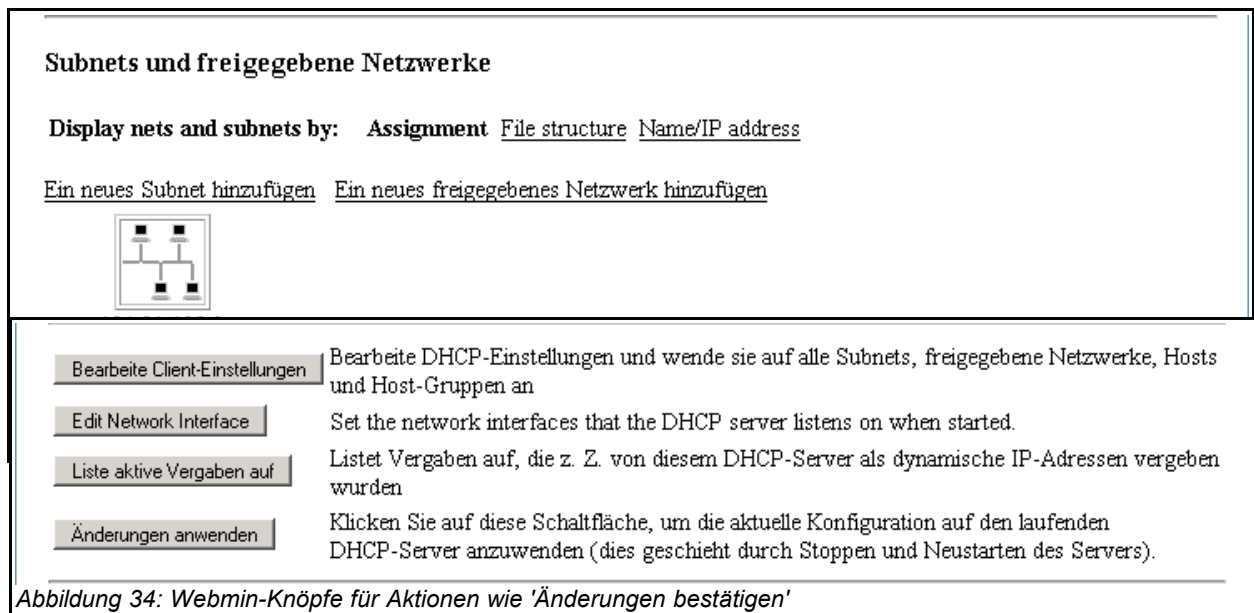 Subnets und freigegebene Netzwerke
Display nets and subnets by: Assignment File structure Name/IP address
Ein neues Subnet hinzufügen Ein neues freigegebenes Netzwerk hinzufügen
Bearbeite Client-Einstellungen
Bearbeite DHCP-Einstellungen und wende sie auf alle Subnets, freigegebene Netzwerke, Hosts
und Host-Gruppen an
Edit Network Interface
Set the network interfaces that the DHCP server listens on when started.
Liste aktive Vergaben auf
Listet Vergaben auf, die z. Z. von diesem DHCP-Server als dynamische IP-Adressen vergeben
wurden
Änderungen anwenden
Klicken Sie auf diese Schaltfläche, um die aktuelle Konfiguration auf den laufenden
DHCP-Server anzuwenden (dies geschieht durch Stoppen und Neustarten des Servers).
Abbildung 34: Webmin-Knöpfe für Aktionen wie 'Änderungen bestätigen'